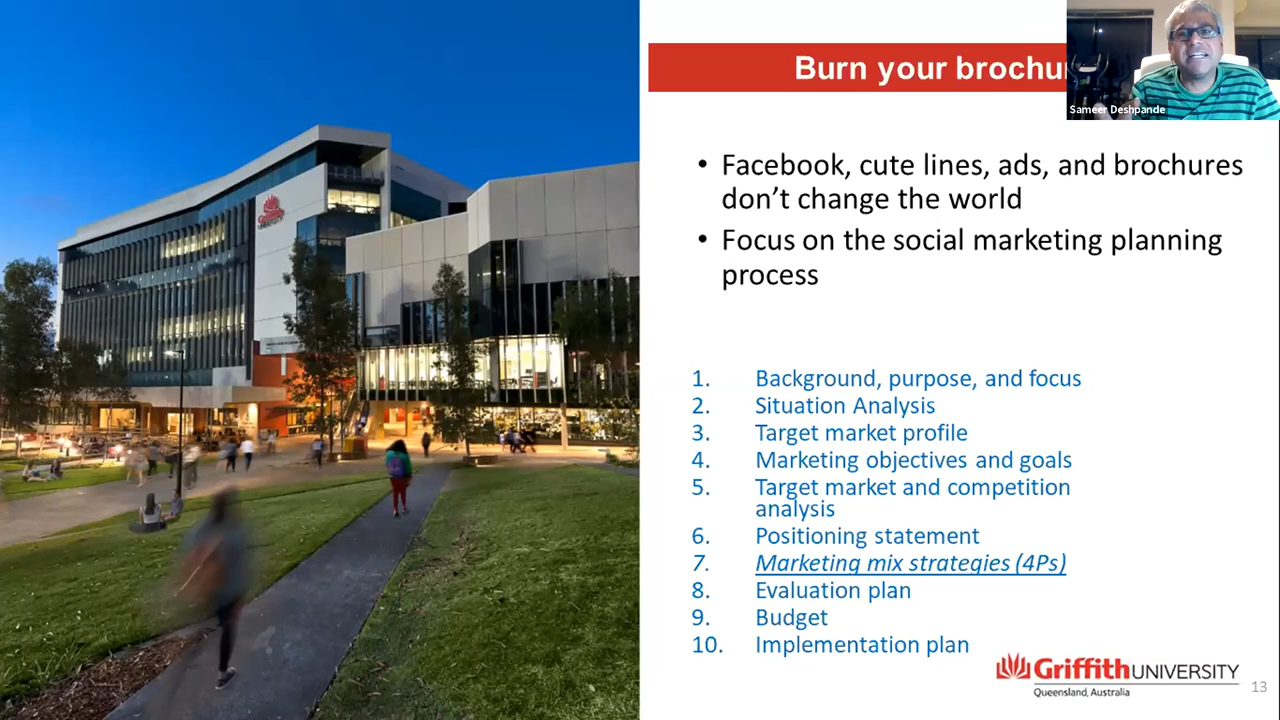 Burn your brochu
Sameer Deshpande
• Facebook, cute lines, ads, and brochures
don’t change the world
• Focus on the social marketing planning
process
1. Background, purpose, and focus
2. Situation Analysis
3. Target market profile
4. Marketing objectives and goals
5. Target market and competition
analysis
6. Positioning statement
7. Marketing mix strategies (4Ps)
8. Evaluation plan
9. Budget
10. Implementation plan
Griffith UNIVERSITY
Queensland, Australia
13
Griffith
UNIVERSITY